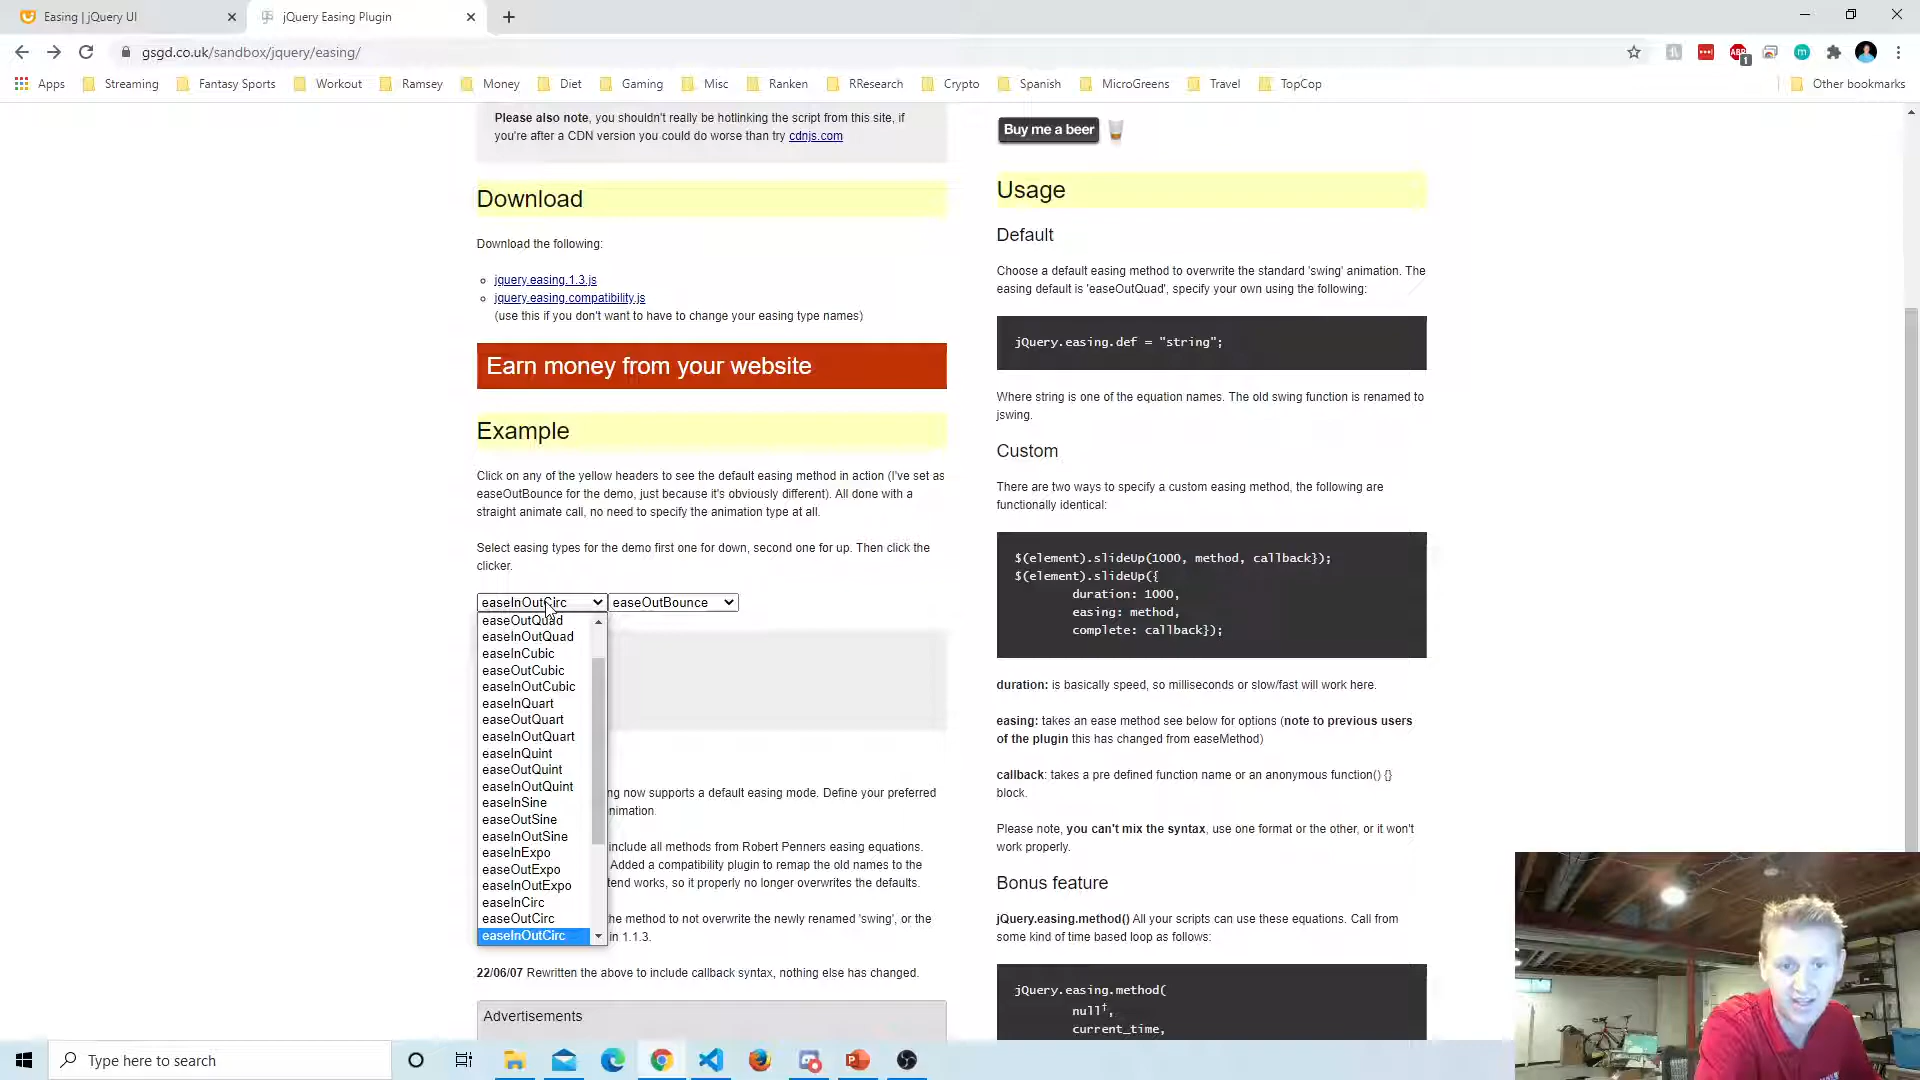 Easing | jQuery UI
jQuery Easing Plugin
gsgd.co.uk/sandbox/jquery/easing/
ABP
1
m
Apps
Streaming
Fantasy Sports
Workout
Ramsey
Money
Diet
Gaming
Misc
Ranken
RResearch
Crypto
Spanish
MicroGreens
Travel
TopCop
Other bookmarks
Please also note, you shouldn't really be hotlinking the script from this site, if
you're after a CDN version you could do worse than try cdnjs.com
Download
Download the following:
jquery.easing.1.3.js
jquery.easing.compatibility.js
(use this if you don't want to have to change your easing type names)
Earn money from your website
Example
Click on any of the yellow headers to see the default easing method in action (I've set as
easeOutBounce for the demo, just because it's obviously different). All done with a
straight animate call, no need to specify the animation type at all.
Select easing types for the demo first one for down, second one for up. Then click the
clicker.
easeInOutCirc
easeOutBounce
easeOutQuad
easeInOutQuad
easeInCubic
easeOutCubic
easeInOutCubic
easeInQuart
easeOutQuart
easeInOutQuart
easeInQuint
easeOutQuint
easeInOutQuint
easeInSine
easeOutSine
easeInOutSine
easeInExpo
easeOutExpo
easeInOutExpo
easeInCirc
easeOutCirc
easeInOutCirc
ng now supports a default easing mode. Define your preferred
nimation.
include all methods from Robert Penners easing equations.
Added a compatibility plugin to remap the old names to the
tend works, so it properly no longer overwrites the defaults.
he method to not overwrite the newly renamed 'swing', or the
in 1.1.3.
22/06/07 Rewritten the above to include callback syntax, nothing else has changed.
Advertisements
Buy me a beer
Usage
Default
Choose a default easing method to overwrite the standard 'swing' animation. The
easing default is 'easeOutQuad', specify your own using the following:
jQuery.easing.def = "string";
Where string is one of the equation names. The old swing function is renamed to
jswing.
Custom
There are two ways to specify a custom easing method, the following are
functionally identical:
$(element).slideUp(1000, method, callback});
$(element).slideUp({
duration: 1000,
easing: method,
complete: callback});
duration: is basically speed, so milliseconds or slow/fast will work here.
easing: takes an ease method see below for options (note to previous users
of the plugin this has changed from easeMethod)
callback: takes a pre defined function name or an anonymous function() {}
block.
Please note, you can't mix the syntax, use one format or the other, or it won't
work properly.
Bonus feature
jQuery.easing.method() All your scripts can use these equations. Call from
some kind of time based loop as follows:
jQuery.easing.method(
null†,
current_time,
Type here to search